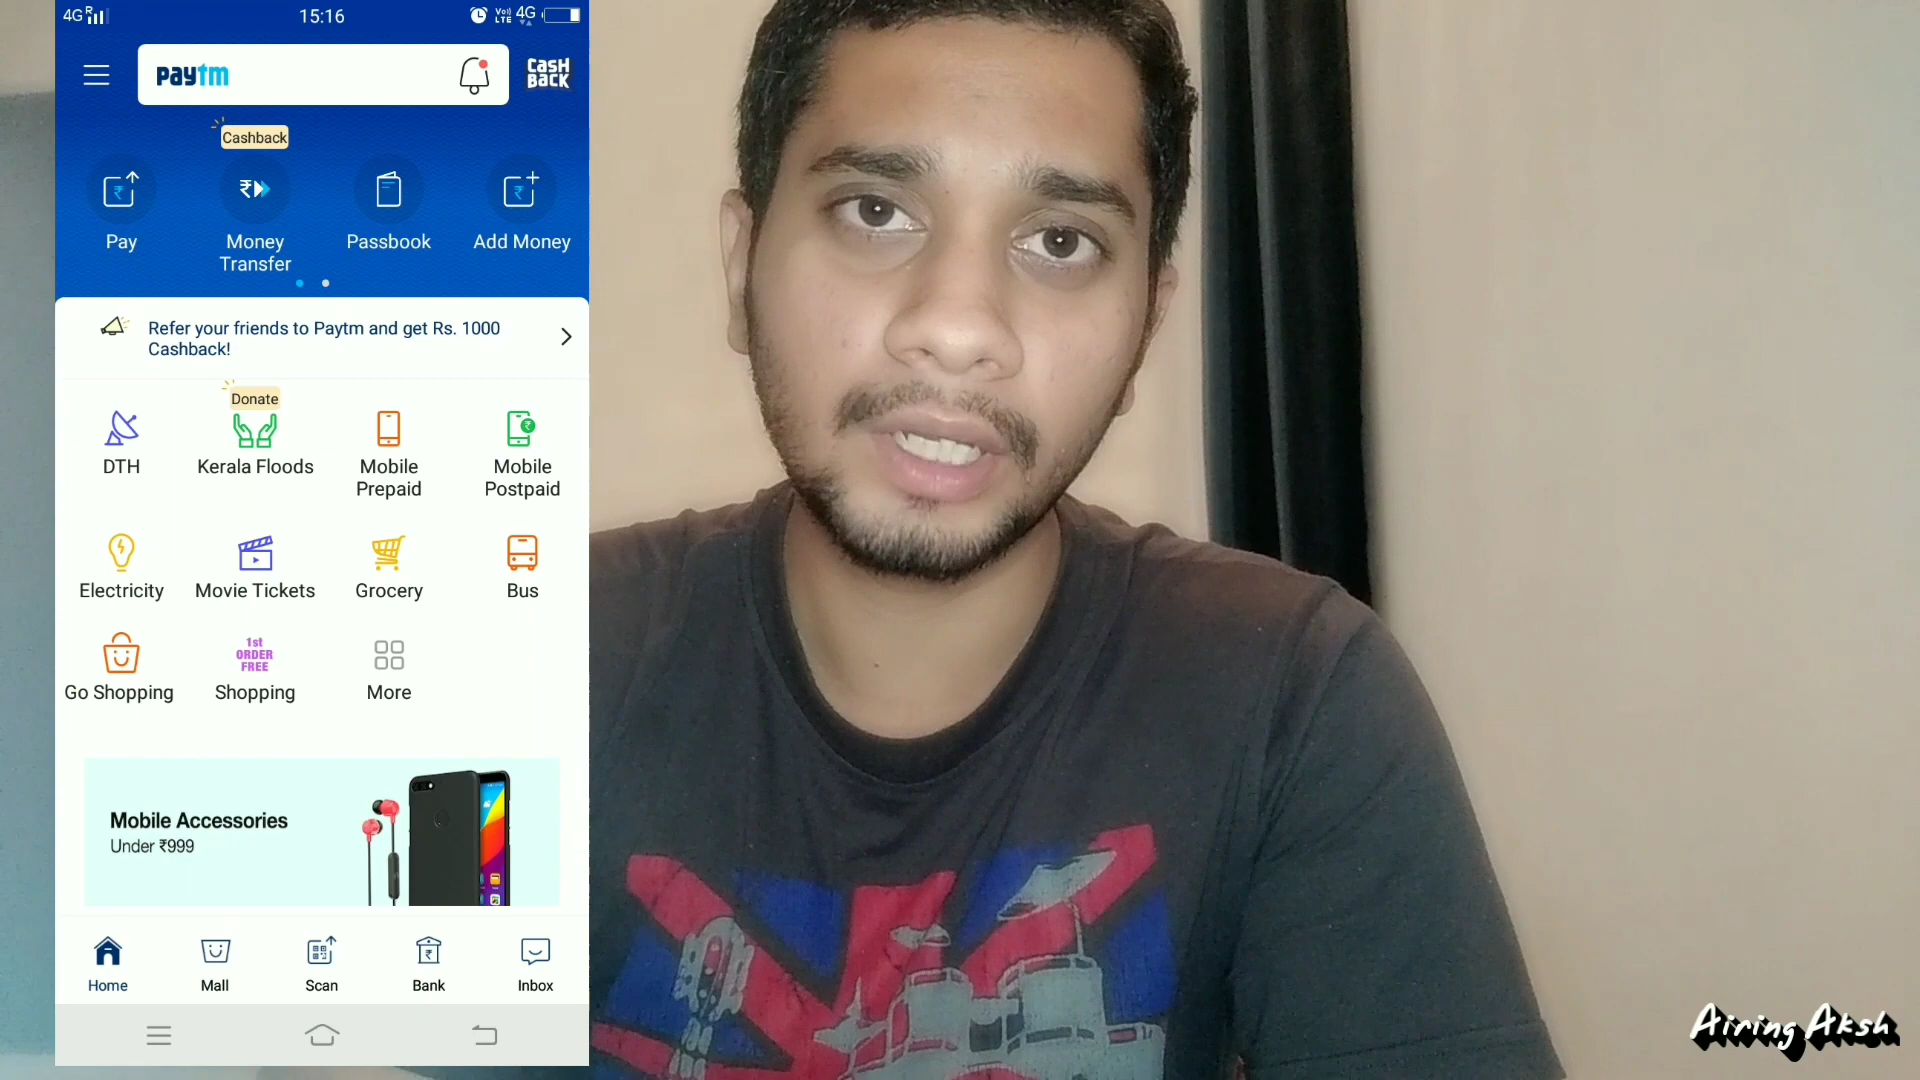 4G R
15:16
VoD LTE 4G
paytm
CASH BACK
Cashback
Pay
Money Transfer
Passbook
Add Money
Refer your friends to Paytm and get Rs. 1000
Cashback!
Donate
DTH
Kerala Floods
Mobile Prepaid
Mobile Postpaid
Electricity
Movie Tickets
Grocery
Bus
1st
ORDER
FREE
Go Shopping
Shopping
More
Mobile Accessories
Under ₹999
Home
Mall
Scan
Bank
Inbox
Airing Aksh